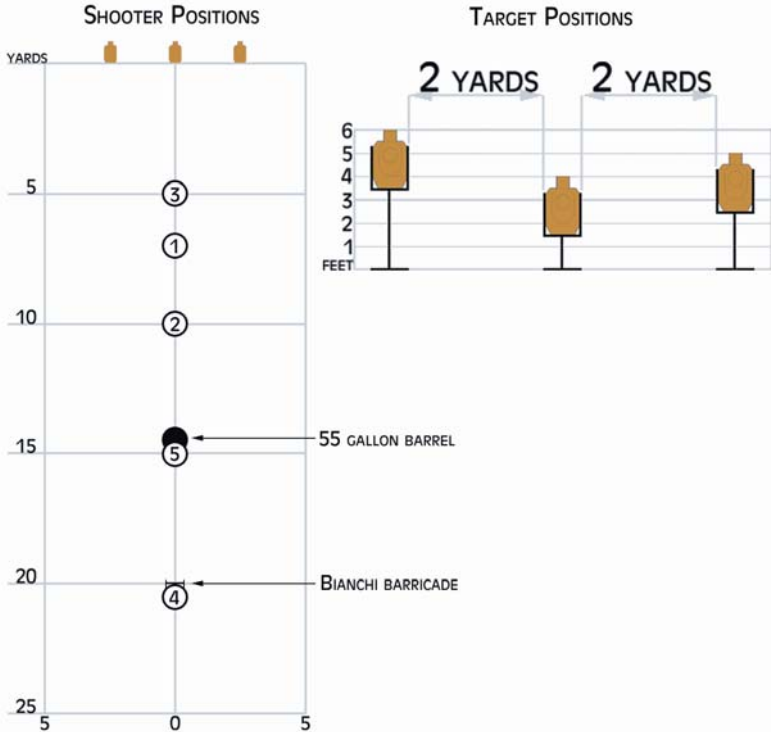 SHOOTER POSITIONS
YARDS
5
3
1
10
2
55 GALLON BARREL
15
5
20
BIANCHI BARRICADE
4
25
5 0 5
TARGET POSITIONS
2 YARDS 2 YARDS
6
5
4
3
2
1
FEET